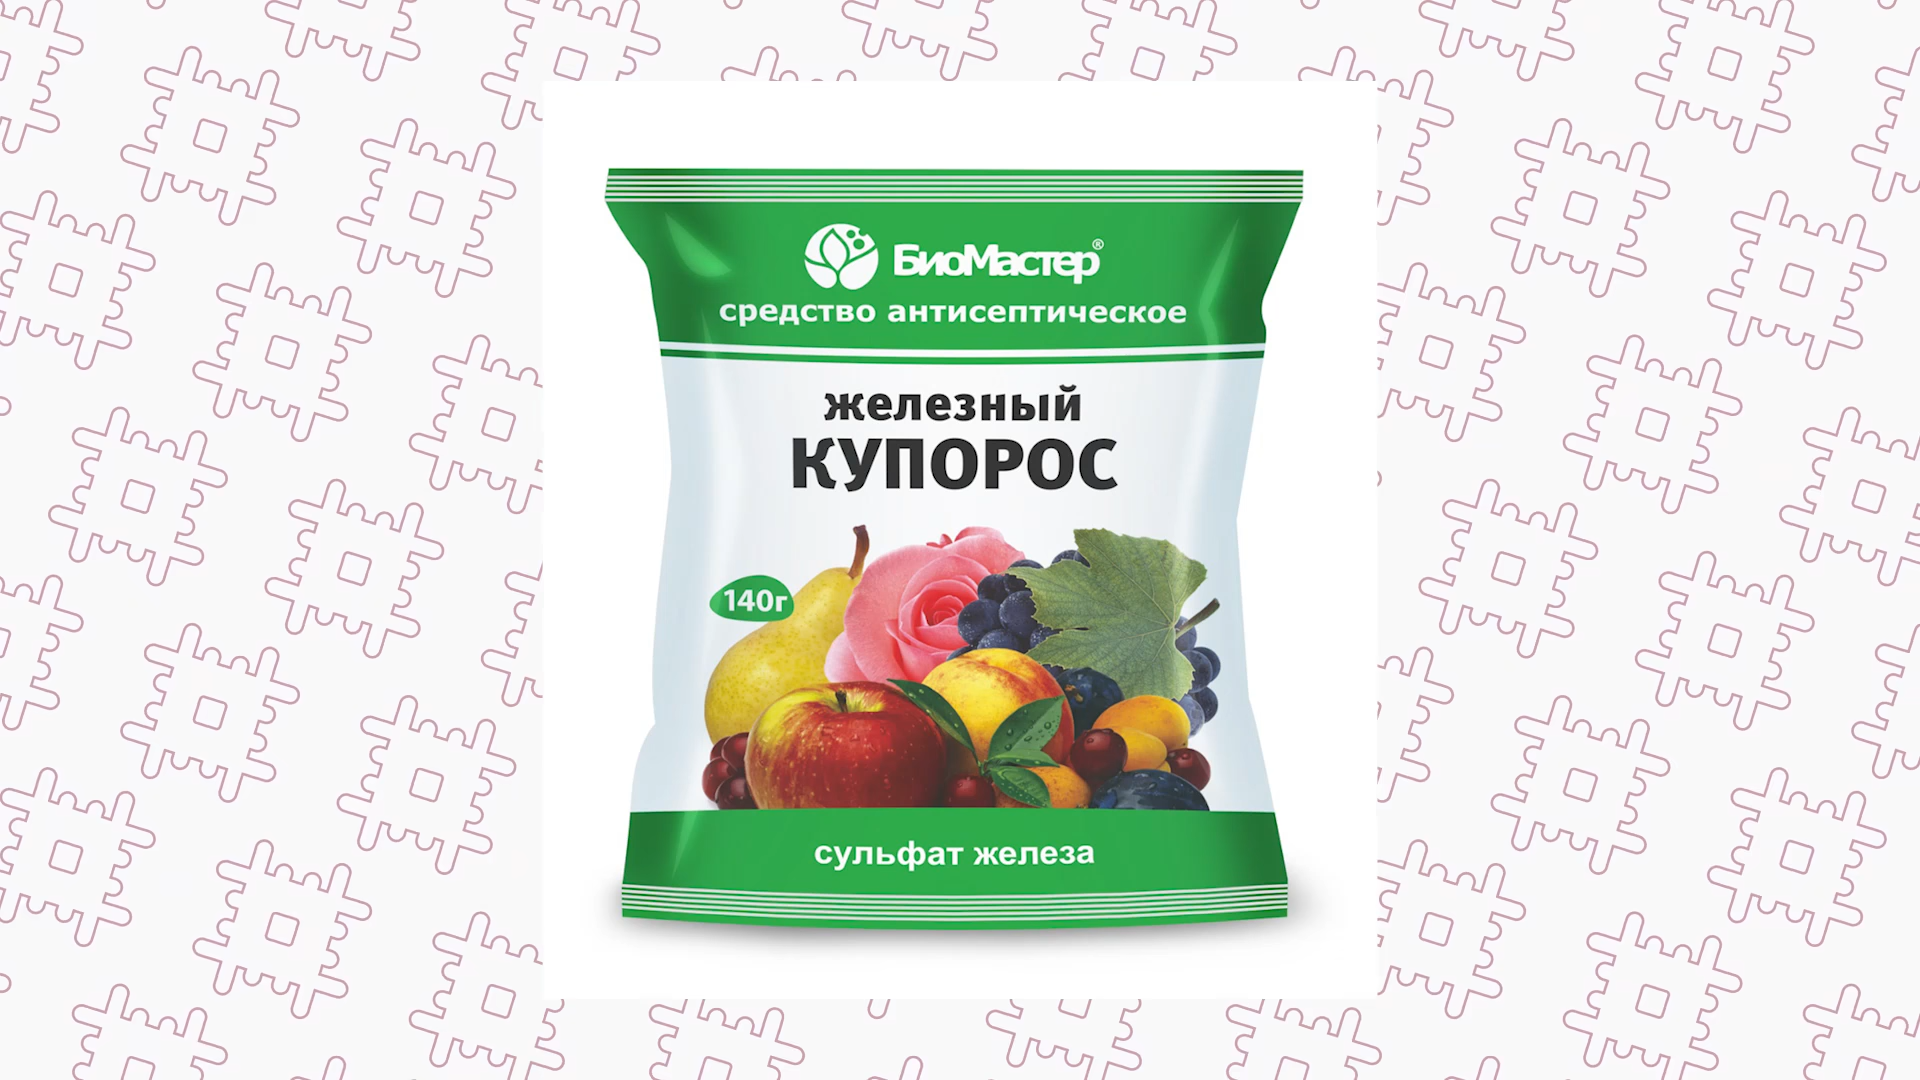 БиоМастер®
средство антисептическое
железный
КУПОРОС
140г
сульфат железа